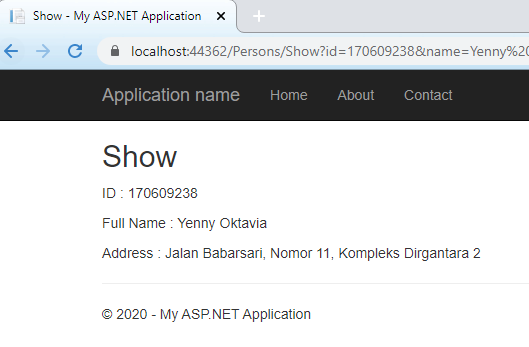 Show - My ASP.NET Application
localhost:44362/Persons/Show?id=170609238&name=Yenny%20
Application name Home About Contact
Show
ID : 170609238
Full Name : Yenny Oktavia
Address : Jalan Babarsari, Nomor 11, Kompleks Dirgantara 2
© 2020 - My ASP.NET Application